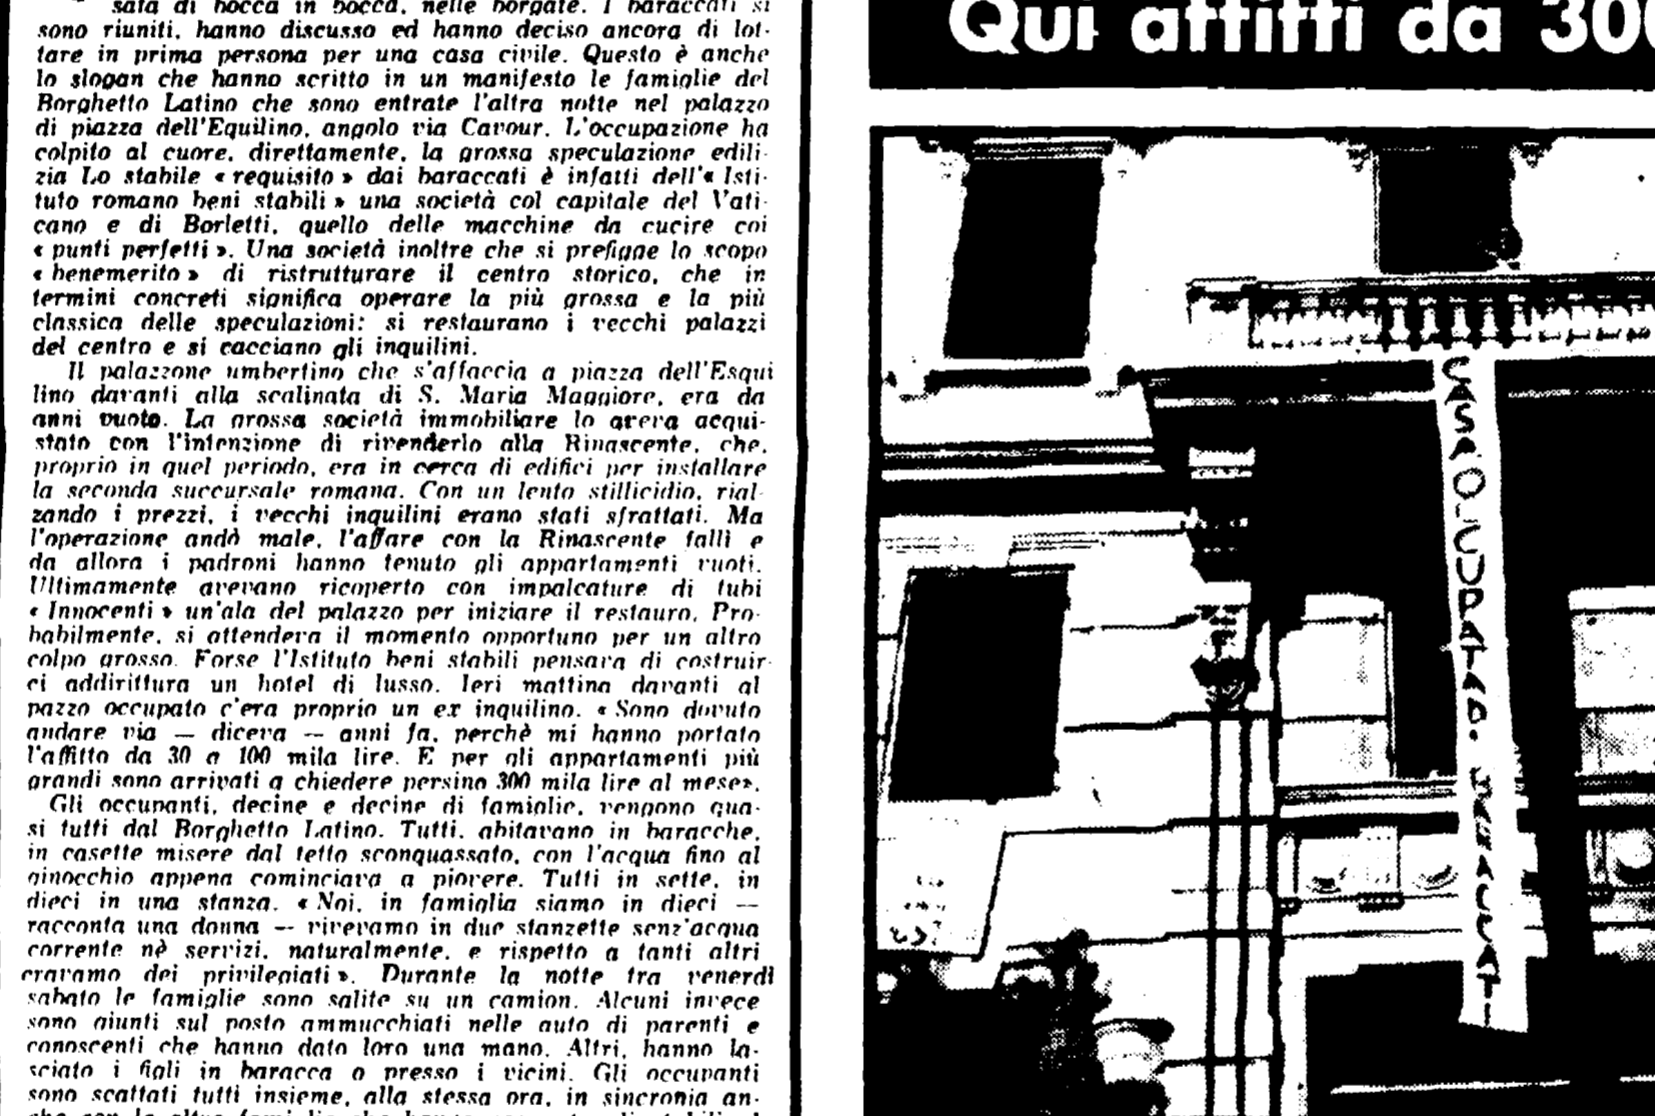 sata di bocca in bocca, nelle borgate. I baraccati si
sono riuniti, hanno discusso ed hanno deciso ancora di lot-
tare in prima persona per una casa civile. Questo è anche
lo slogan che hanno scritto in un manifesto le famiglie del
Borghetto Latino che sono entrate l'altra notte nel palazzo
di piazza dell'Equilino, angolo via Cavour. L'occupazione ha
colpito al cuore, direttamente, la grossa speculazione edili-
zia Lo stabile « requisito » dai baraccati è infatti dell'« Isti-
tuto romano beni stabili » una società col capitale del Vati-
cano e di Borletti, quello delle macchine da cucire coi
« punti perfetti ». Una società inoltre che si prefigge lo scopo
« benemerito » di ristrutturare il centro storico, che in
termini concreti significa operare la più grossa e la più
classica delle speculazioni: si restaurano i vecchi palazzi
del centro e si cacciano gli inquilini.
Il palazzone umbertino che s'affaccia a piazza dell'Esqui
lino davanti alla scalinata di S. Maria Maggiore, era da
anni vuoto. La grossa società immobiliare lo aveva acqui-
stato con l'intenzione di rivenderlo alla Rinascente, che,
proprio in quel periodo, era in cerca di edifici per installare
la seconda succursale romana. Con un lento stillicidio, rial-
zando i prezzi, i vecchi inquilini erano stati sfrattati. Ma
l'operazione andò male, l'affare con la Rinascente fallì e
da allora i padroni hanno tenuto gli appartamenti vuoti.
Ultimamente avevano ricoperto con impalcature di tubi
« Innocenti » un'ala del palazzo per iniziare il restauro. Pro-
babilmente, si attendeva il momento opportuno per un altro
colpo grosso. Forse l'Istituto beni stabili pensava di costruir-
ci addirittura un hotel di lusso. Ieri mattina davanti al
pazzo occupato c'era proprio un ex inquilino. « Sono dovuto
andare via — diceva — anni fa, perchè mi hanno portato
l'affitto da 30 a 100 mila lire. E per gli appartamenti più
grandi sono arrivati a chiedere persino 300 mila lire al mese».
Gli occupanti, decine e decine di famiglie, vengono qua-
si tutti dal Borghetto Latino. Tutti, abitavano in baracche,
in casette misere dal tetto sconquassato, con l'acqua fino al
ginocchio appena cominciava a piovere. Tutti in sette, in
dieci in una stanza. « Noi, in famiglia siamo in dieci —
racconta una donna — vivevamo in due stanzette senz'acqua
corrente nè servizi, naturalmente, e rispetto a tanti altri
eravamo dei privilegiati ». Durante la notte tra venerdì
sabato le famiglie sono salite su un camion. Alcuni invece
sono giunti sul posto ammucchiati nelle auto di parenti e
conoscenti che hanno dato loro una mano. Altri, hanno la-
sciato i figli in baracca o presso i vicini. Gli occupanti
sono scattati tutti insieme, alla stessa ora, in sincronia an-
Qui affitti da 300
CASA OCCUPATA DAI BARACCATI